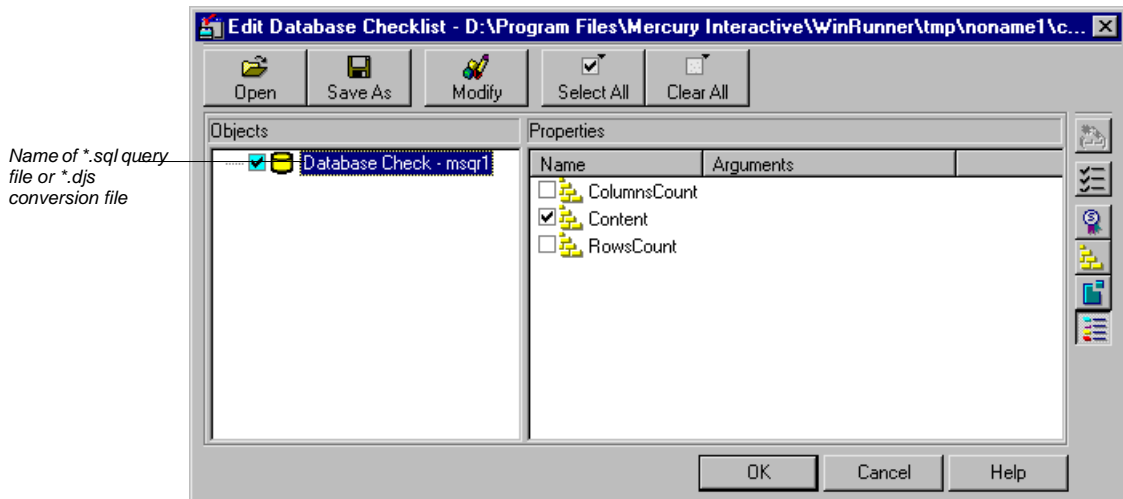 Edit Database Checklist - D:\Program Files\Mercury Interactive\WinRunner\tmp\noname1\c...
Open Save As Modify Select All Clear All
Objects Properties
Name of *.sql query
file or *.djs
conversion file
Database Check - msqr1
Name Arguments
ColumnsCount
Content
RowsCount
OK Cancel Help